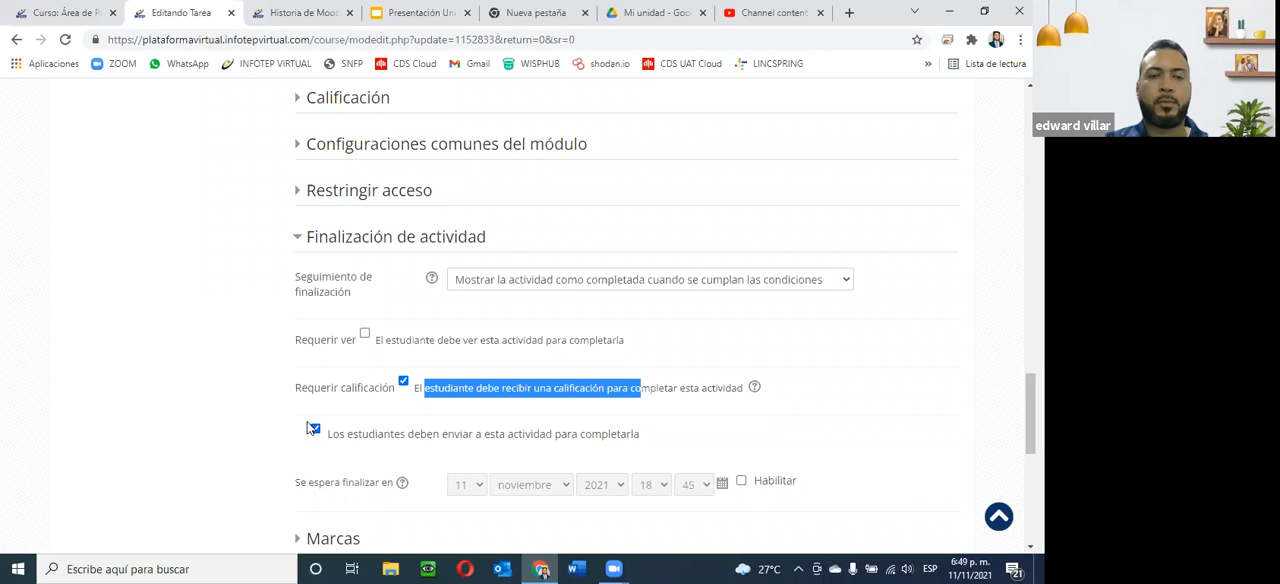 Curso: Área de Pr
Editando Tarea
Historia de Mooc
Presentación Uni
Nueva pestaña
Mi unidad - Goo
Channel content
https://plataformavirtual.infotepvirtual.com/course/modedit.php?update=1152833&return=0&sr=0
Aplicaciones
ZOOM
WhatsApp
INFOTEP VIRTUAL
SNFP
CDS Cloud
Gmail
WISPHUB
shodan.io
CDS UAT Cloud
LINCSPRING
»
Lista de lectura
edward villar
Calificación
Configuraciones comunes del módulo
Restringir acceso
Finalización de actividad
Seguimiento de finalización
Mostrar la actividad como completada cuando se cumplan las condiciones
Requerir ver
El estudiante debe ver esta actividad para completarla
Requerir calificación
El estudiante debe recibir una calificación para completar esta actividad
Los estudiantes deben enviar a esta actividad para completarla
Se espera finalizar en
11 noviembre 2021 18 45
Habilitar
Marcas
Escribe aquí para buscar
27°C
ESP
6:49 p. m.
11/11/2021
21